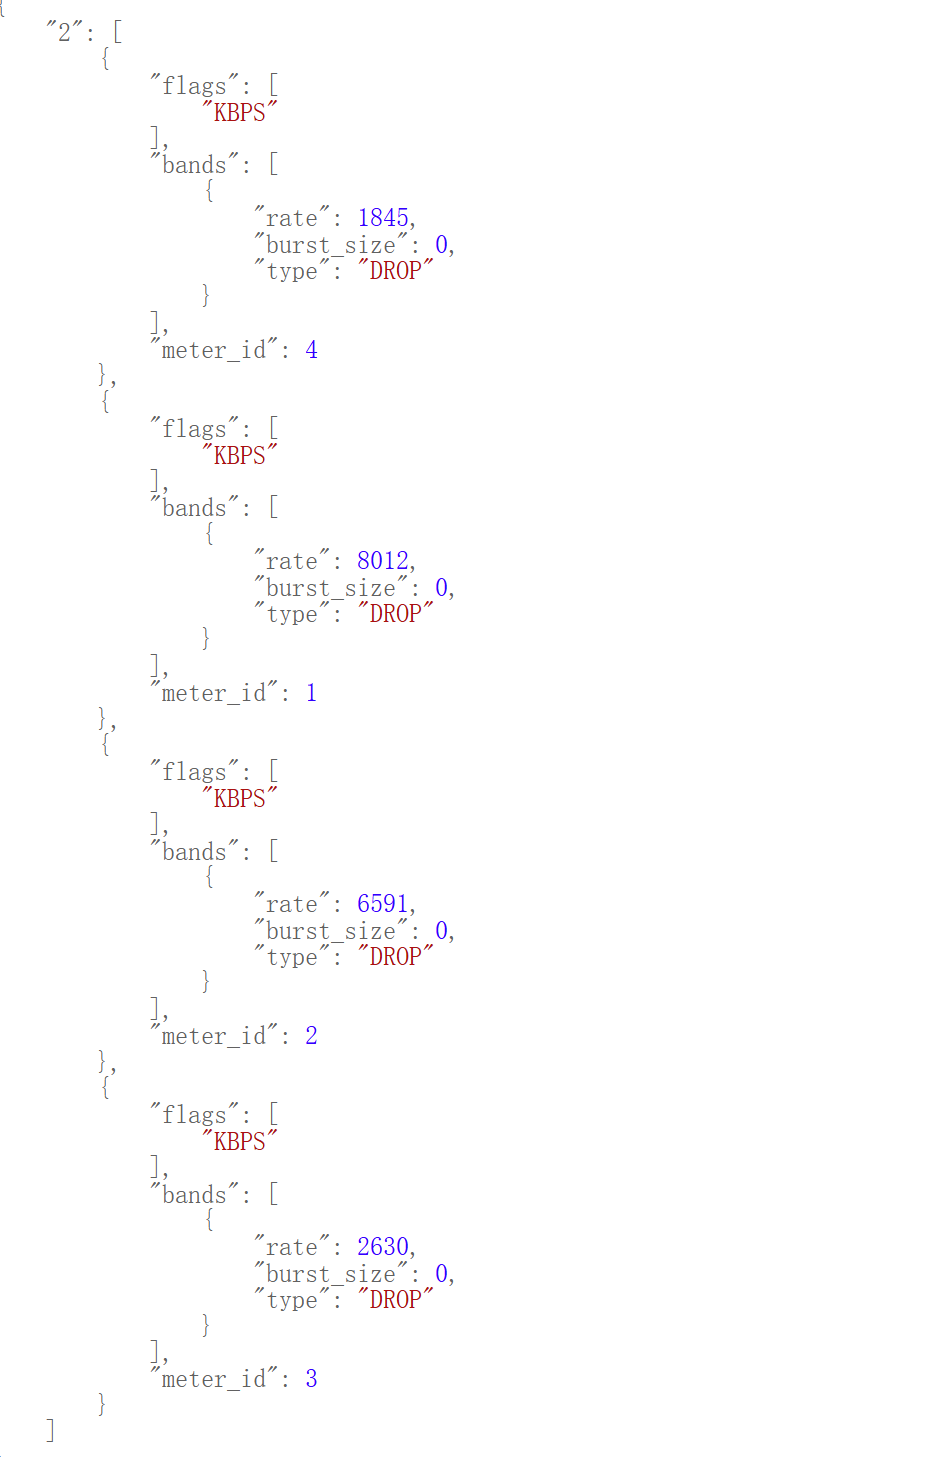 {
    "2": [
        {
            "flags": [
                "KBPS"
            ],
            "bands": [
                {
                    "rate": 1845,
                    "burst_size": 0,
                    "type": "DROP"
                }
            ],
            "meter_id": 4
        },
        {
            "flags": [
                "KBPS"
            ],
            "bands": [
                {
                    "rate": 8012,
                    "burst_size": 0,
                    "type": "DROP"
                }
            ],
            "meter_id": 1
        },
        {
            "flags": [
                "KBPS"
            ],
            "bands": [
                {
                    "rate": 6591,
                    "burst_size": 0,
                    "type": "DROP"
                }
            ],
            "meter_id": 2
        },
        {
            "flags": [
                "KBPS"
            ],
            "bands": [
                {
                    "rate": 2630,
                    "burst_size": 0,
                    "type": "DROP"
                }
            ],
            "meter_id": 3
        }
    ]